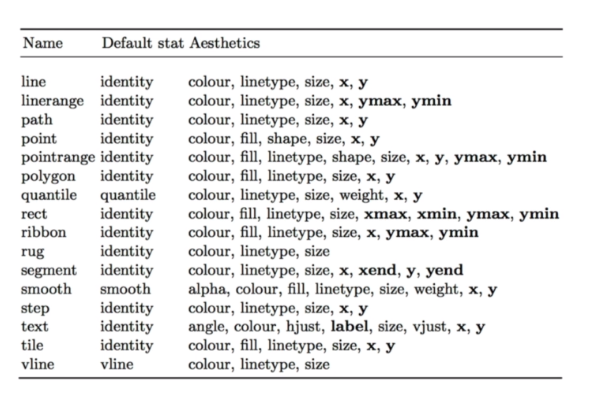 Name Default stat Aesthetics
line identity colour, linetype, size, x, y
linerange identity colour, linetype, size, x, ymax, ymin
path identity colour, linetype, size, x, y
point identity colour, fill, shape, size, x, y
pointrange identity colour, fill, linetype, shape, size, x, y, ymax, ymin
polygon identity colour, fill, linetype, size, x, y
quantile quantile colour, linetype, size, weight, x, y
rect identity colour, fill, linetype, size, xmax, xmin, ymax, ymin
ribbon identity colour, fill, linetype, size, x, ymax, ymin
rug identity colour, linetype, size
segment identity colour, linetype, size, x, xend, y, yend
smooth smooth alpha, colour, fill, linetype, size, weight, x, y
step identity colour, linetype, size, x, y
text identity angle, colour, hjust, label, size, vjust, x, y
tile identity colour, fill, linetype, size, x, y
vline vline colour, linetype, size